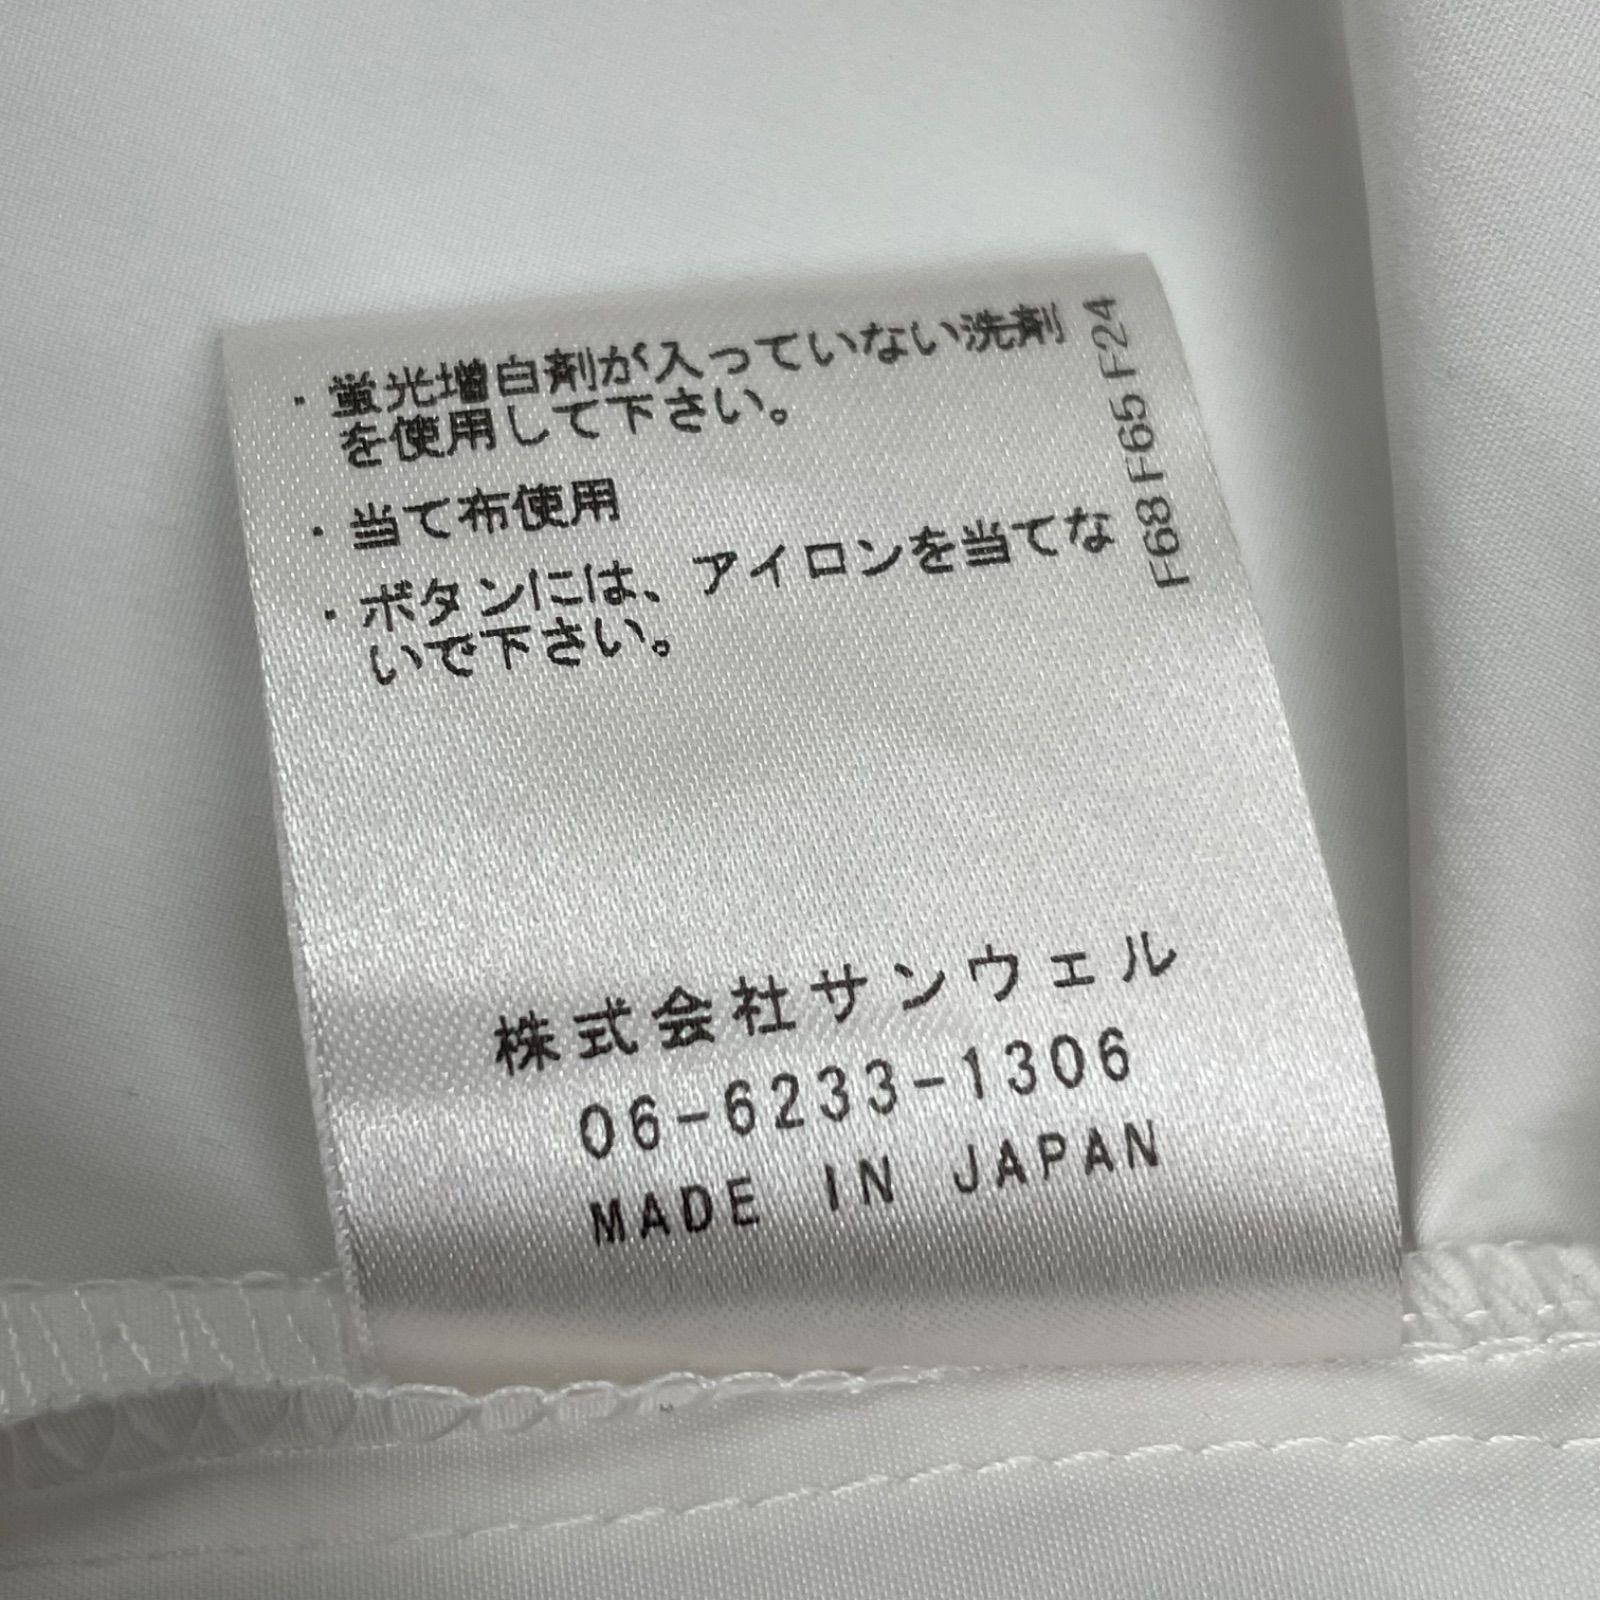 ・蛍光増白剤が入っていない洗剤
を使用して下さい。
・当て布使用
・ボタンには、アイロンを当てな
いで下さい。
F68 F65 F24
株式会社サンウェル
06-6233-1306
MADE IN JAPAN